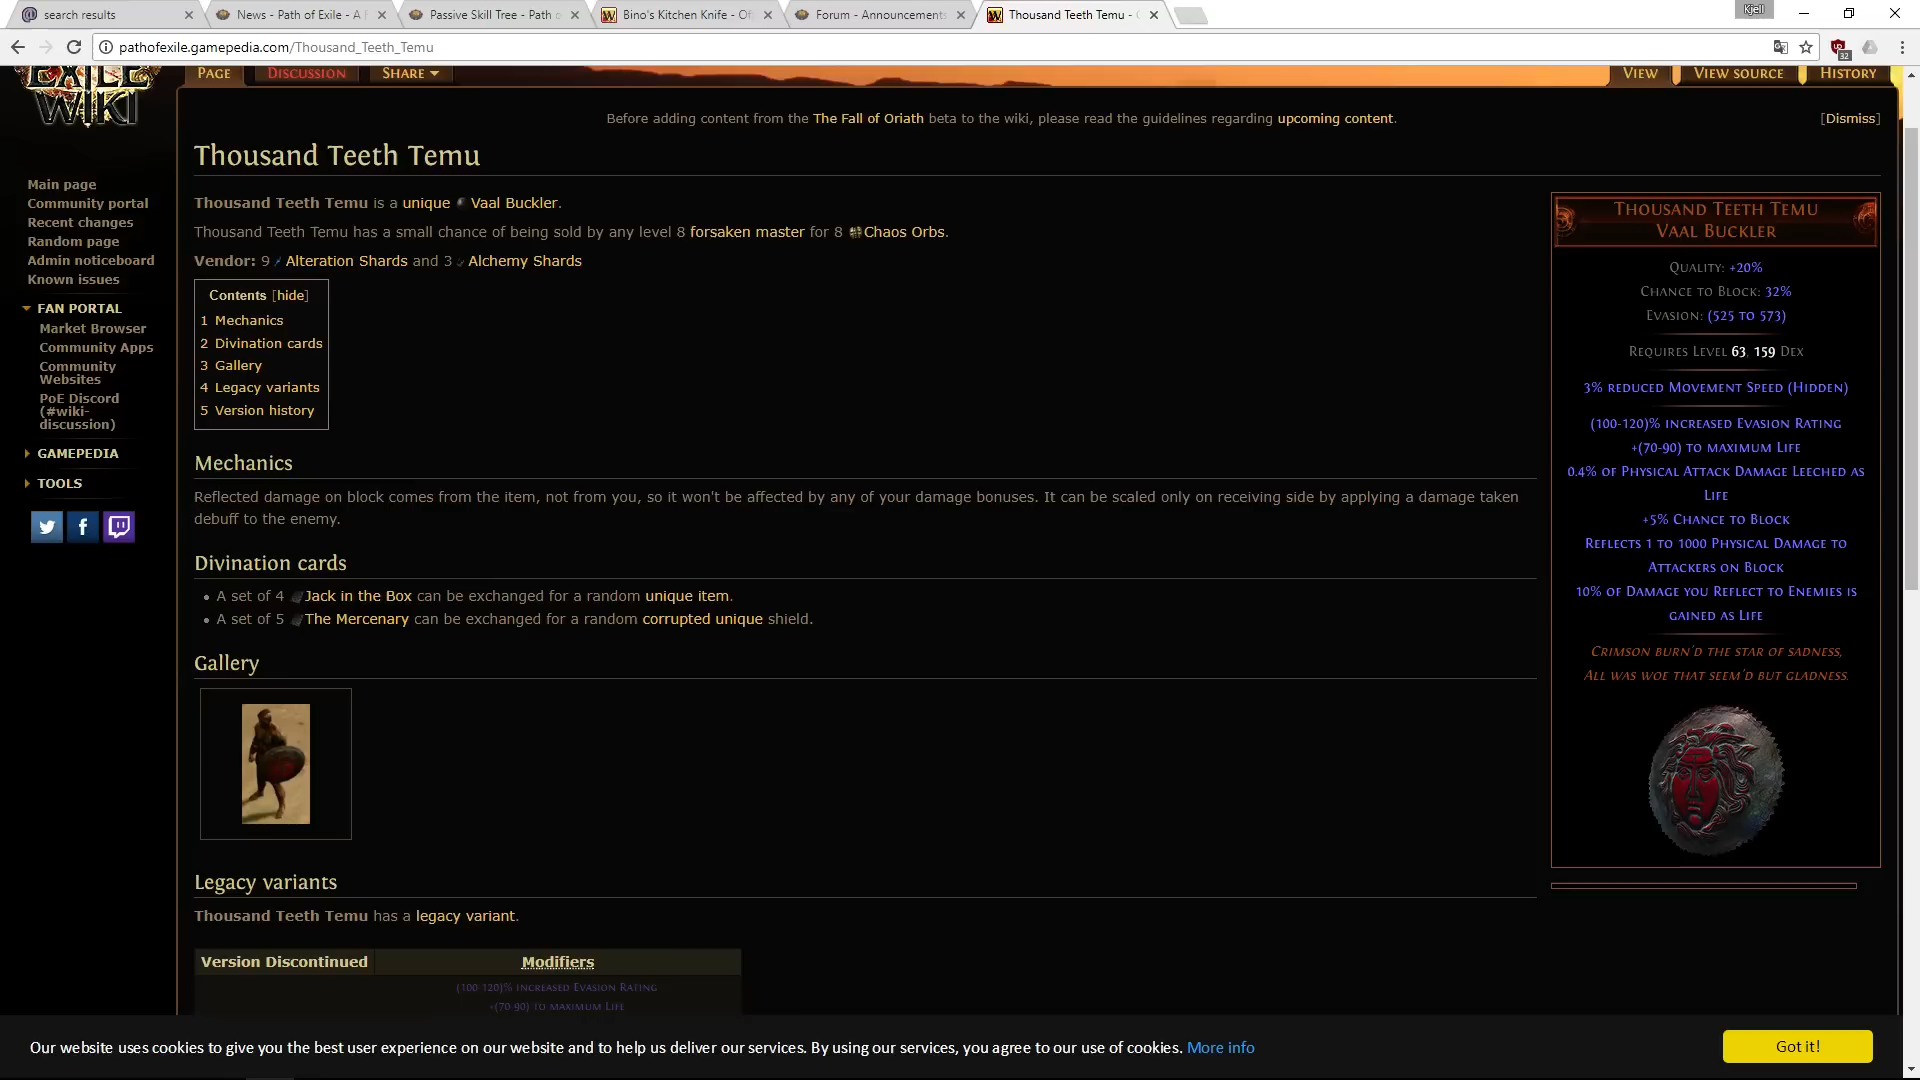 search results
News - Path of Exile - A F
Passive Skill Tree - Path o
Bino's Kitchen Knife - Of
Forum - Announcements
Thousand Teeth Temu -
Kjell
pathofexile.gamepedia.com/Thousand_Teeth_Temu
32
EXILE
WIKI
PAGE
DISCUSSION
SHARE
VIEW
VIEW SOURCE
HISTORY
Before adding content from the The Fall of Oriath beta to the wiki, please read the guidelines regarding upcoming content.
[Dismiss]
Main page
Community portal
Recent changes
Random page
Admin noticeboard
Known issues
FAN PORTAL
Market Browser
Community Apps
Community
Websites
PoE Discord
(#wiki-
discussion)
GAMEPEDIA
TOOLS
Thousand Teeth Temu
Thousand Teeth Temu is a unique Vaal Buckler.
Thousand Teeth Temu has a small chance of being sold by any level 8 forsaken master for 8 Chaos Orbs.
Vendor: 9 Alteration Shards and 3 Alchemy Shards
Contents [hide]
1 Mechanics
2 Divination cards
3 Gallery
4 Legacy variants
5 Version history
Mechanics
Reflected damage on block comes from the item, not from you, so it won't be affected by any of your damage bonuses. It can be scaled only on receiving side by applying a damage taken
debuff to the enemy.
Divination cards
• A set of 4 Jack in the Box can be exchanged for a random unique item.
• A set of 5 The Mercenary can be exchanged for a random corrupted unique shield.
Gallery
Legacy variants
Thousand Teeth Temu has a legacy variant.
Version Discontinued
Modifiers
(100-120)% INCREASED EVASION RATING
+(70-90) TO MAXIMUM LIFE
THOUSAND TEETH TEMU
VAAL BUCKLER
QUALITY: +20%
CHANCE TO BLOCK: 32%
EVASION: (525 TO 573)
REQUIRES LEVEL 63, 159 DEX
3% REDUCED MOVEMENT SPEED (HIDDEN)
(100-120)% INCREASED EVASION RATING
+(70-90) TO MAXIMUM LIFE
0.4% OF PHYSICAL ATTACK DAMAGE LEECHED AS
LIFE
+5% CHANCE TO BLOCK
REFLECTS 1 TO 1000 PHYSICAL DAMAGE TO
ATTACKERS ON BLOCK
10% OF DAMAGE YOU REFLECT TO ENEMIES IS
GAINED AS LIFE
CRIMSON BURN'D THE STAR OF SADNESS,
ALL WAS WOE THAT SEEM'D BUT GLADNESS.
Our website uses cookies to give you the best user experience on our website and to help us deliver our services. By using our services, you agree to our use of cookies. More info
Got it!